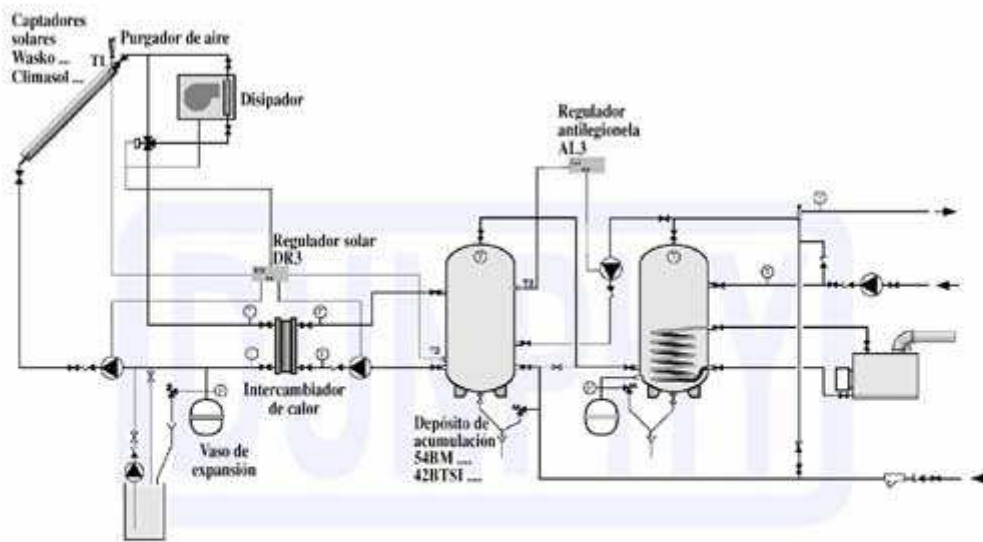 Captadores
solares
Wasko ...
Climasol ...
Purgador de aire
T1
Disipador
Regulador
antilegionela
AL3
Regulador solar
DR3
T3
T2
Intercambiador
de calor
Vaso de
expansión
Depósito de
acumulación
54BM ....
42BTSI ....
DUNPHY